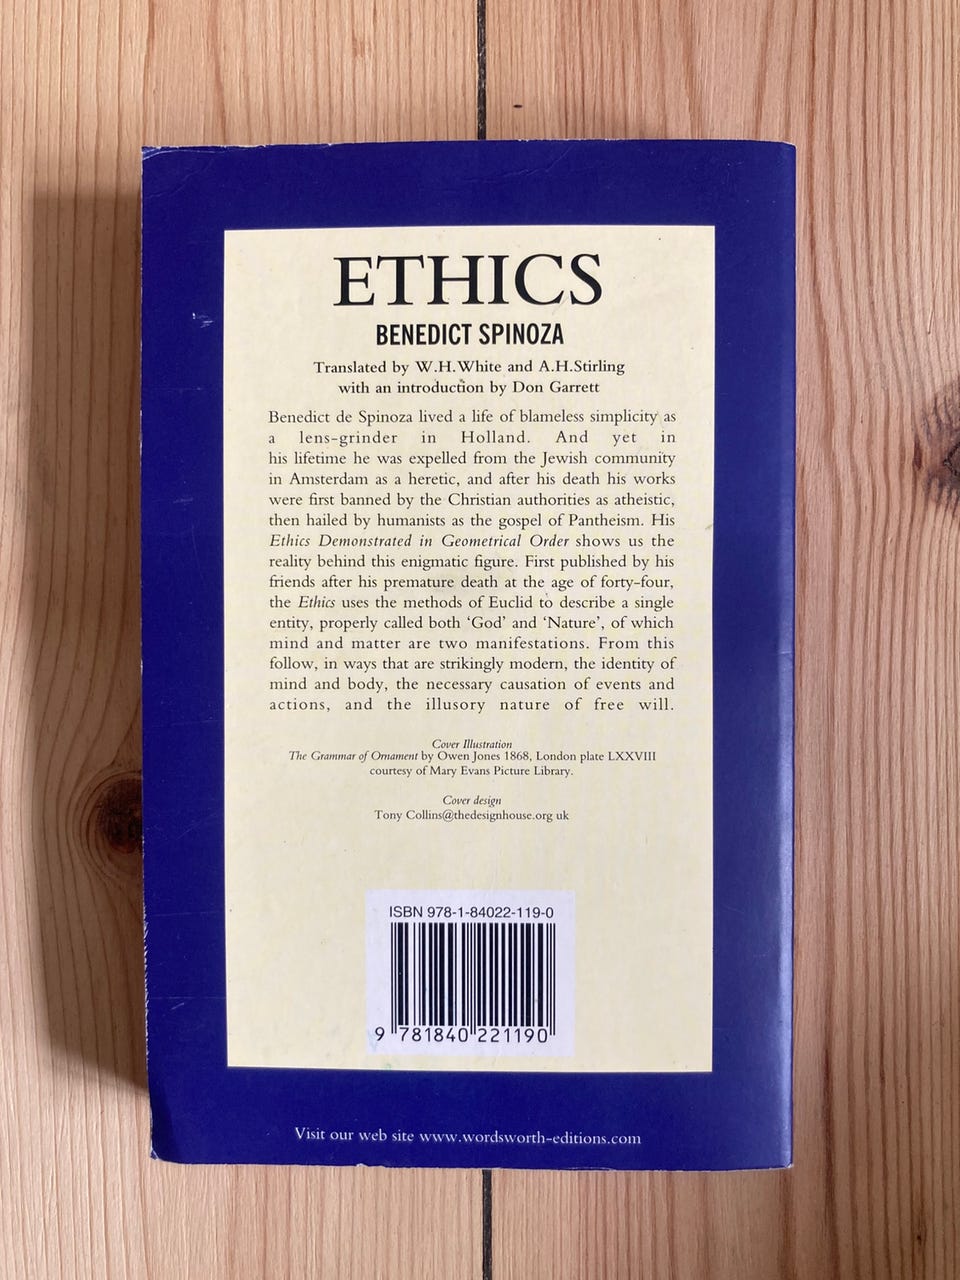 ETHICS
BENEDICT SPINOZA
Translated by W.H.White and A.H.Stirling
with an introduction by Don Garrett
Benedict de Spinoza lived a life of blameless simplicity as
a lens-grinder in Holland. And yet in
his lifetime he was expelled from the Jewish community
in Amsterdam as a heretic, and after his death his works
were first banned by the Christian authorities as atheistic,
then hailed by humanists as the gospel of Pantheism. His
Ethics Demonstrated in Geometrical Order shows us the
reality behind this enigmatic figure. First published by his
friends after his premature death at the age of forty-four,
the Ethics uses the methods of Euclid to describe a single
entity, properly called both ‘God’ and ‘Nature’, of which
mind and matter are two manifestations. From this
follow, in ways that are strikingly modern, the identity of
mind and body, the necessary causation of events and
actions, and the illusory nature of free will.
Cover Illustration
The Grammar of Ornament by Owen Jones 1868, London plate LXXVIII
courtesy of Mary Evans Picture Library.
Cover design
Tony Collins@thedesignhouse.org uk
ISBN 978-1-84022-119-0
9 781840 221190
Visit our web site www.wordsworth-editions.com